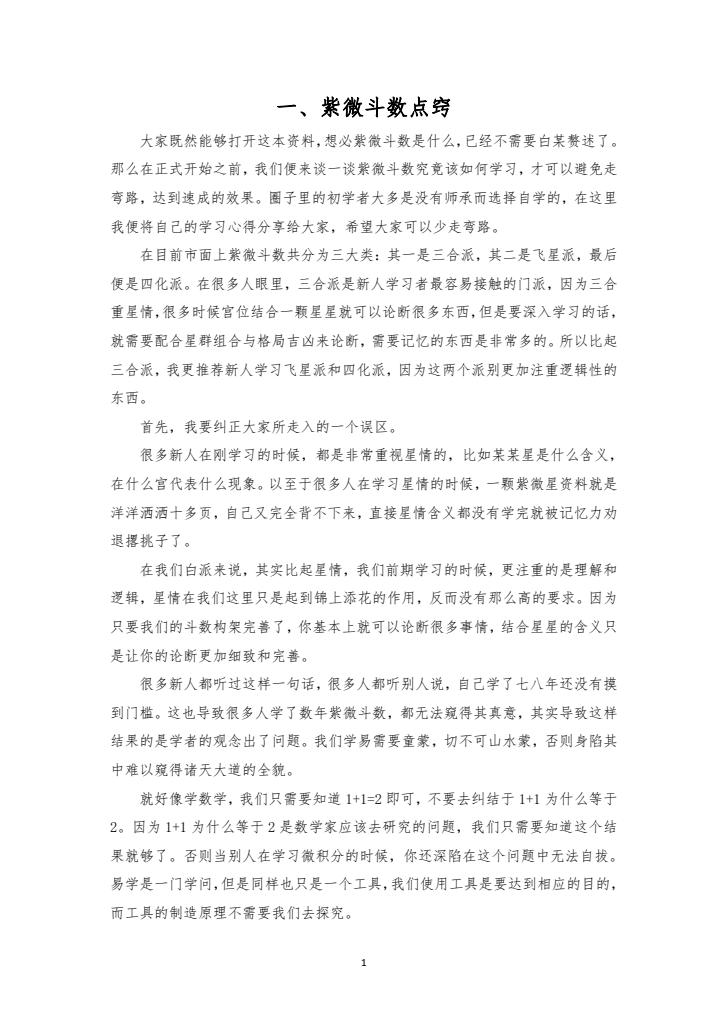 一、紫微斗数点窍
大家既然能够打开这本资料，想必紫微斗数是什么，已经不需要白某赘述了。
那么在正式开始之前，我们便来谈一谈紫微斗数究竟该如何学习，才可以避免走
弯路，达到速成的效果。圈子里的初学者大多是没有师承而选择自学的，在这里
我便将自己的学习心得分享给大家，希望大家可以少走弯路。
在目前市面上紫微斗数共分为三大类：其一是三合派，其二是飞星派，最后
便是四化派。在很多人眼里，三合派是新人学习者最容易接触的门派，因为三合
重星情，很多时候宫位结合一颗星星就可以论断很多东西，但是要深入学习的话，
就需要配合星群组合与格局吉凶来论断，需要记忆的东西是非常多的。所以比起
三合派，我更推荐新人学习飞星派和四化派，因为这两个派别更加注重逻辑性的
东西。
首先，我要纠正大家所走入的一个误区。
很多新人在刚学习的时候，都是非常重视星情的，比如某某星是什么含义，
在什么宫代表什么现象。以至于很多人在学习星情的时候，一颗紫微星资料就是
洋洋洒洒十多页，自己又完全背不下来，直接星情含义都没有学完就被记忆力劝
退撂挑子了。
在我们白派来说，其实比起星情，我们前期学习的时候，更注重的是理解和
逻辑，星情在我们这里只是起到锦上添花的作用，反而没有那么高的要求。因为
只要我们的斗数构架完善了，你基本上就可以论断很多事情，结合星星的含义只
是让你的论断更加细致和完善。
很多新人都听过这样一句话，很多人都听别人说，自己学了七八年还没有摸
到门槛。这也导致很多人学了数年紫微斗数，都无法窥得其真意，其实导致这样
结果的是学者的观念出了问题。我们学易需要童蒙，切不可山水蒙，否则身陷其
中难以窥得诸天大道的全貌。
就好像学数学，我们只需要知道 1+1=2 即可，不要去纠结于 1+1 为什么等于
2。因为 1+1 为什么等于 2 是数学家应该去研究的问题，我们只需要知道这个结
果就够了。否则当别人在学习微积分的时候，你还深陷在这个问题中无法自拔。
易学是一门学问，但是同样也只是一个工具，我们使用工具是要达到相应的目的，
而工具的制造原理不需要我们去探究。
1